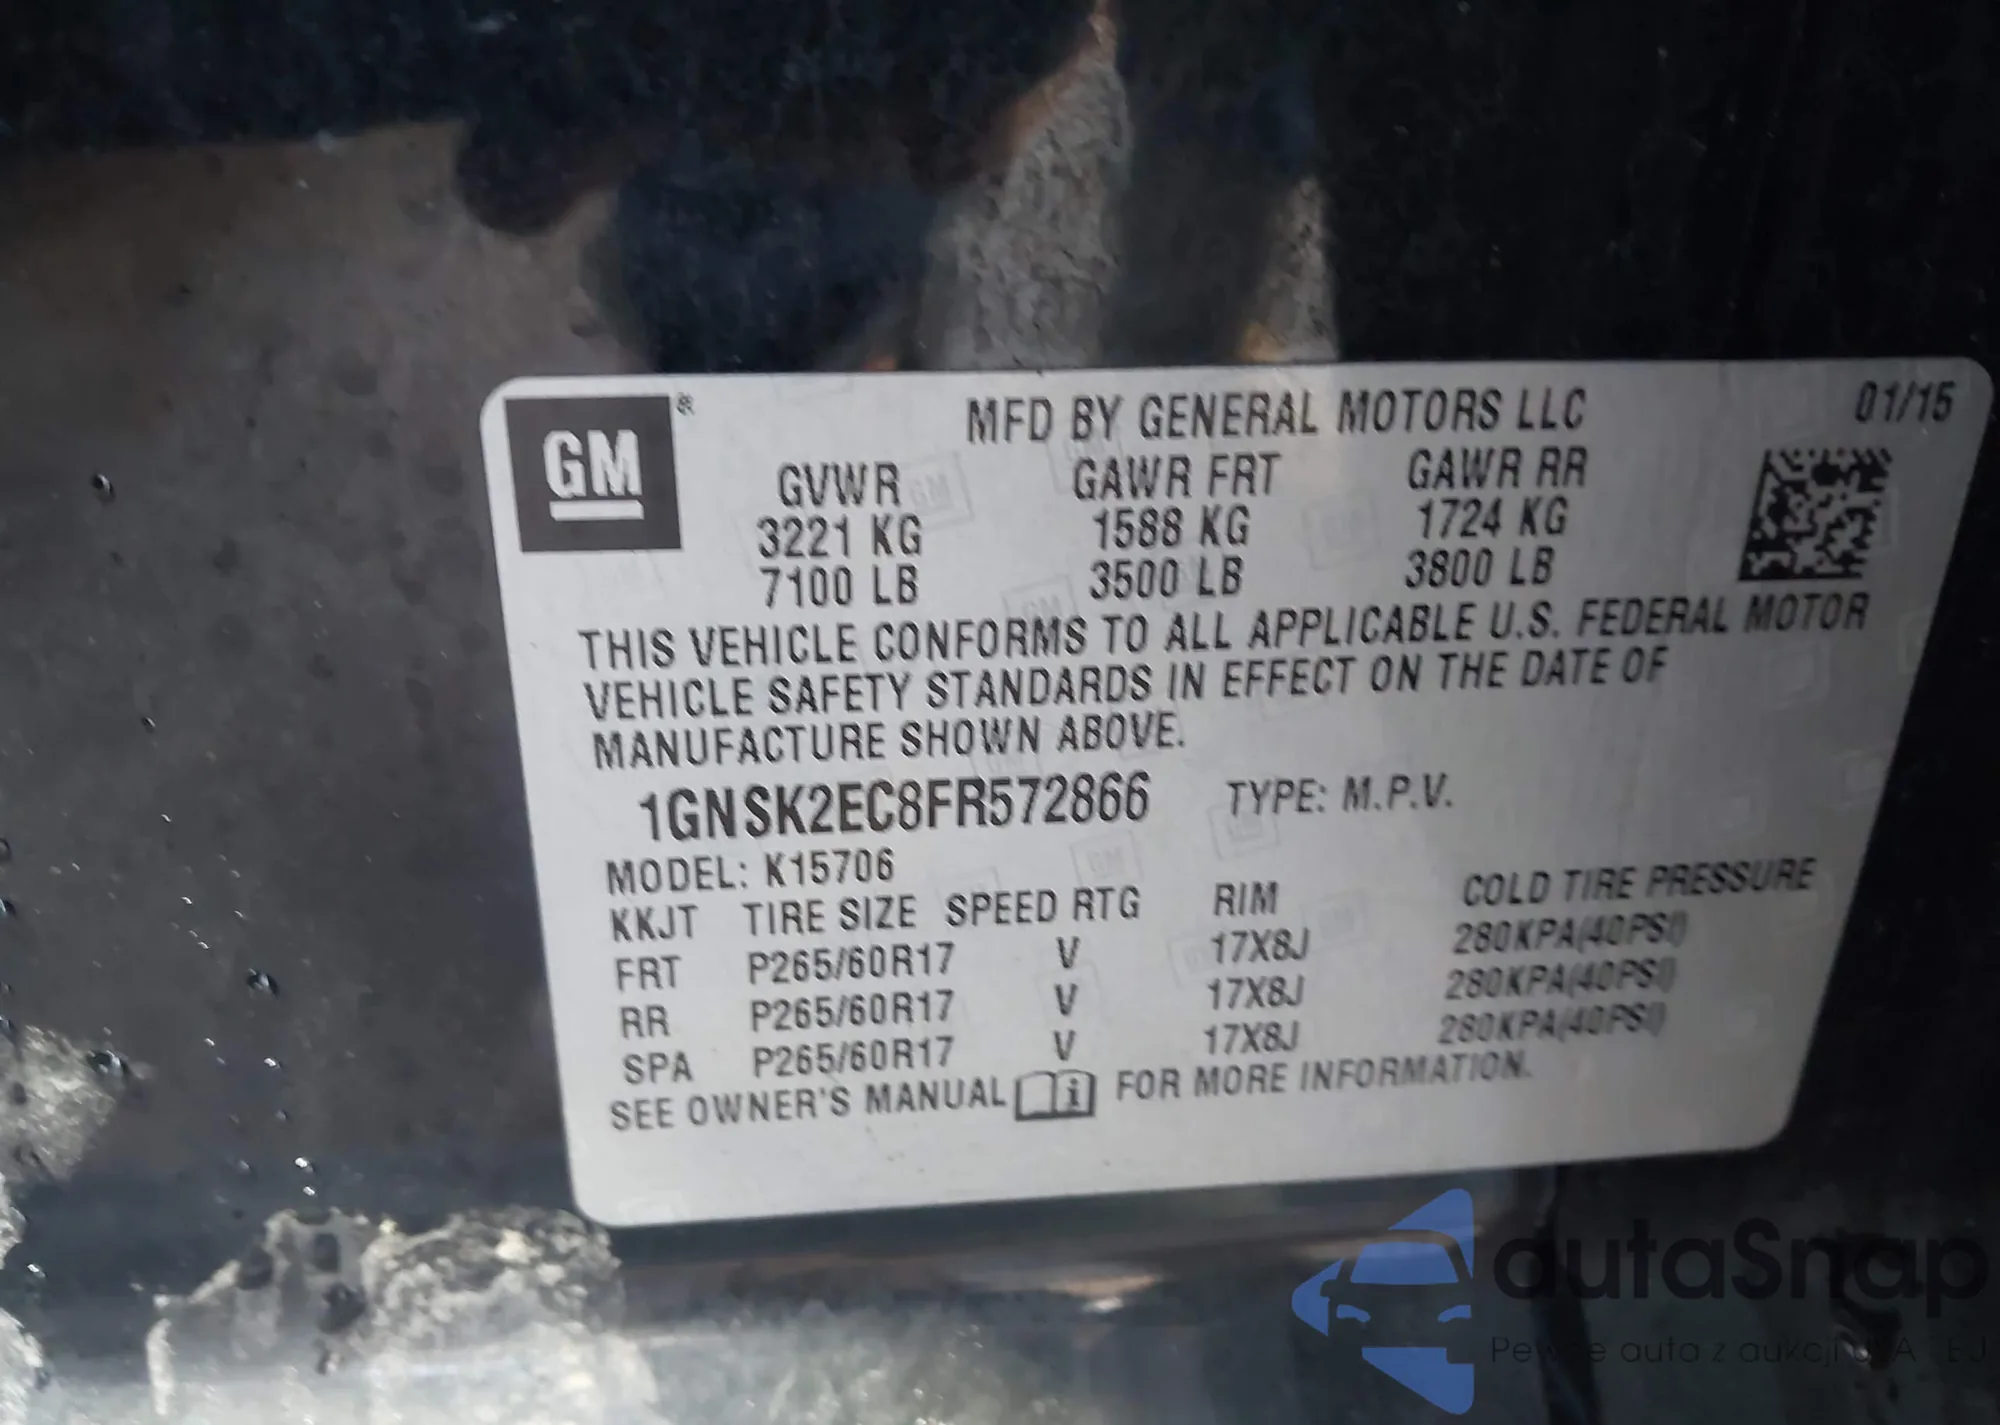 GM
MFD BY GENERAL MOTORS LLC 01/15
GVWR GAWR FRT GAWR RR
3221 KG 1588 KG 1724 KG
7100 LB 3500 LB 3800 LB
THIS VEHICLE CONFORMS TO ALL APPLICABLE U.S. FEDERAL MOTOR
VEHICLE SAFETY STANDARDS IN EFFECT ON THE DATE OF
MANUFACTURE SHOWN ABOVE.
1GNSK2EC8FR572866 TYPE: M.P.V.
MODEL: K15706
KKJT TIRE SIZE SPEED RTG RIM COLD TIRE PRESSURE
FRT P265/60R17 V 17X8J 280KPA(40PSI)
RR P265/60R17 V 17X8J 280KPA(40PSI)
SPA P265/60R17 V 17X8J 280KPA(40PSI)
SEE OWNER'S MANUAL i FOR MORE INFORMATION.
autaSnap
auta z aukcji